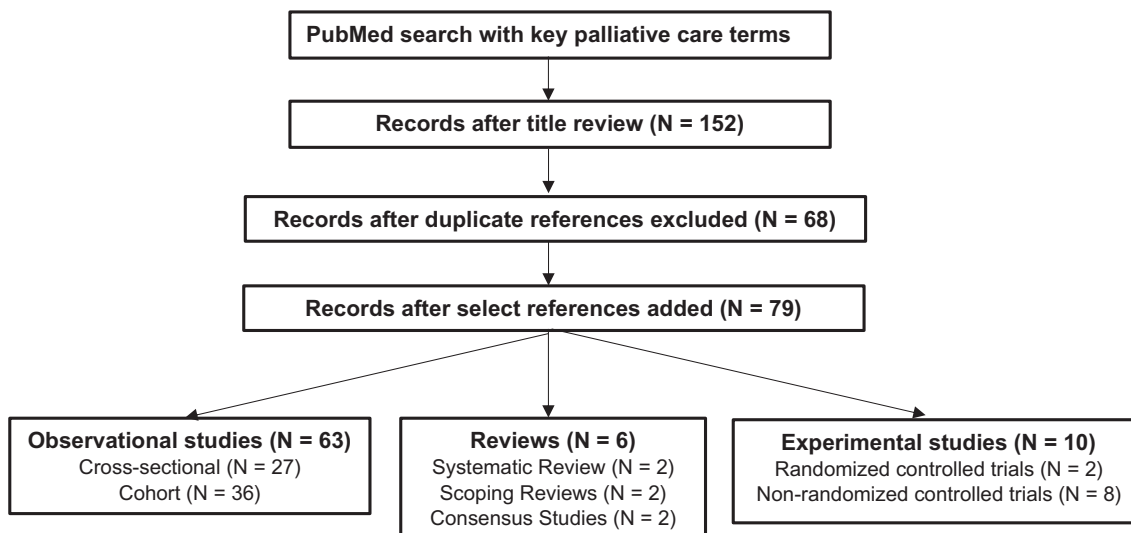 PubMed search with key palliative care terms
Records after title review (N = 152)
Records after duplicate references excluded (N = 68)
Records after select references added (N = 79)
Observational studies (N = 63)
Cross-sectional (N = 27)
Cohort (N = 36)
Reviews (N = 6)
Systematic Review (N = 2)
Scoping Reviews (N = 2)
Consensus Studies (N = 2)
Experimental studies (N = 10)
Randomized controlled trials (N = 2)
Non-randomized controlled trials (N = 8)